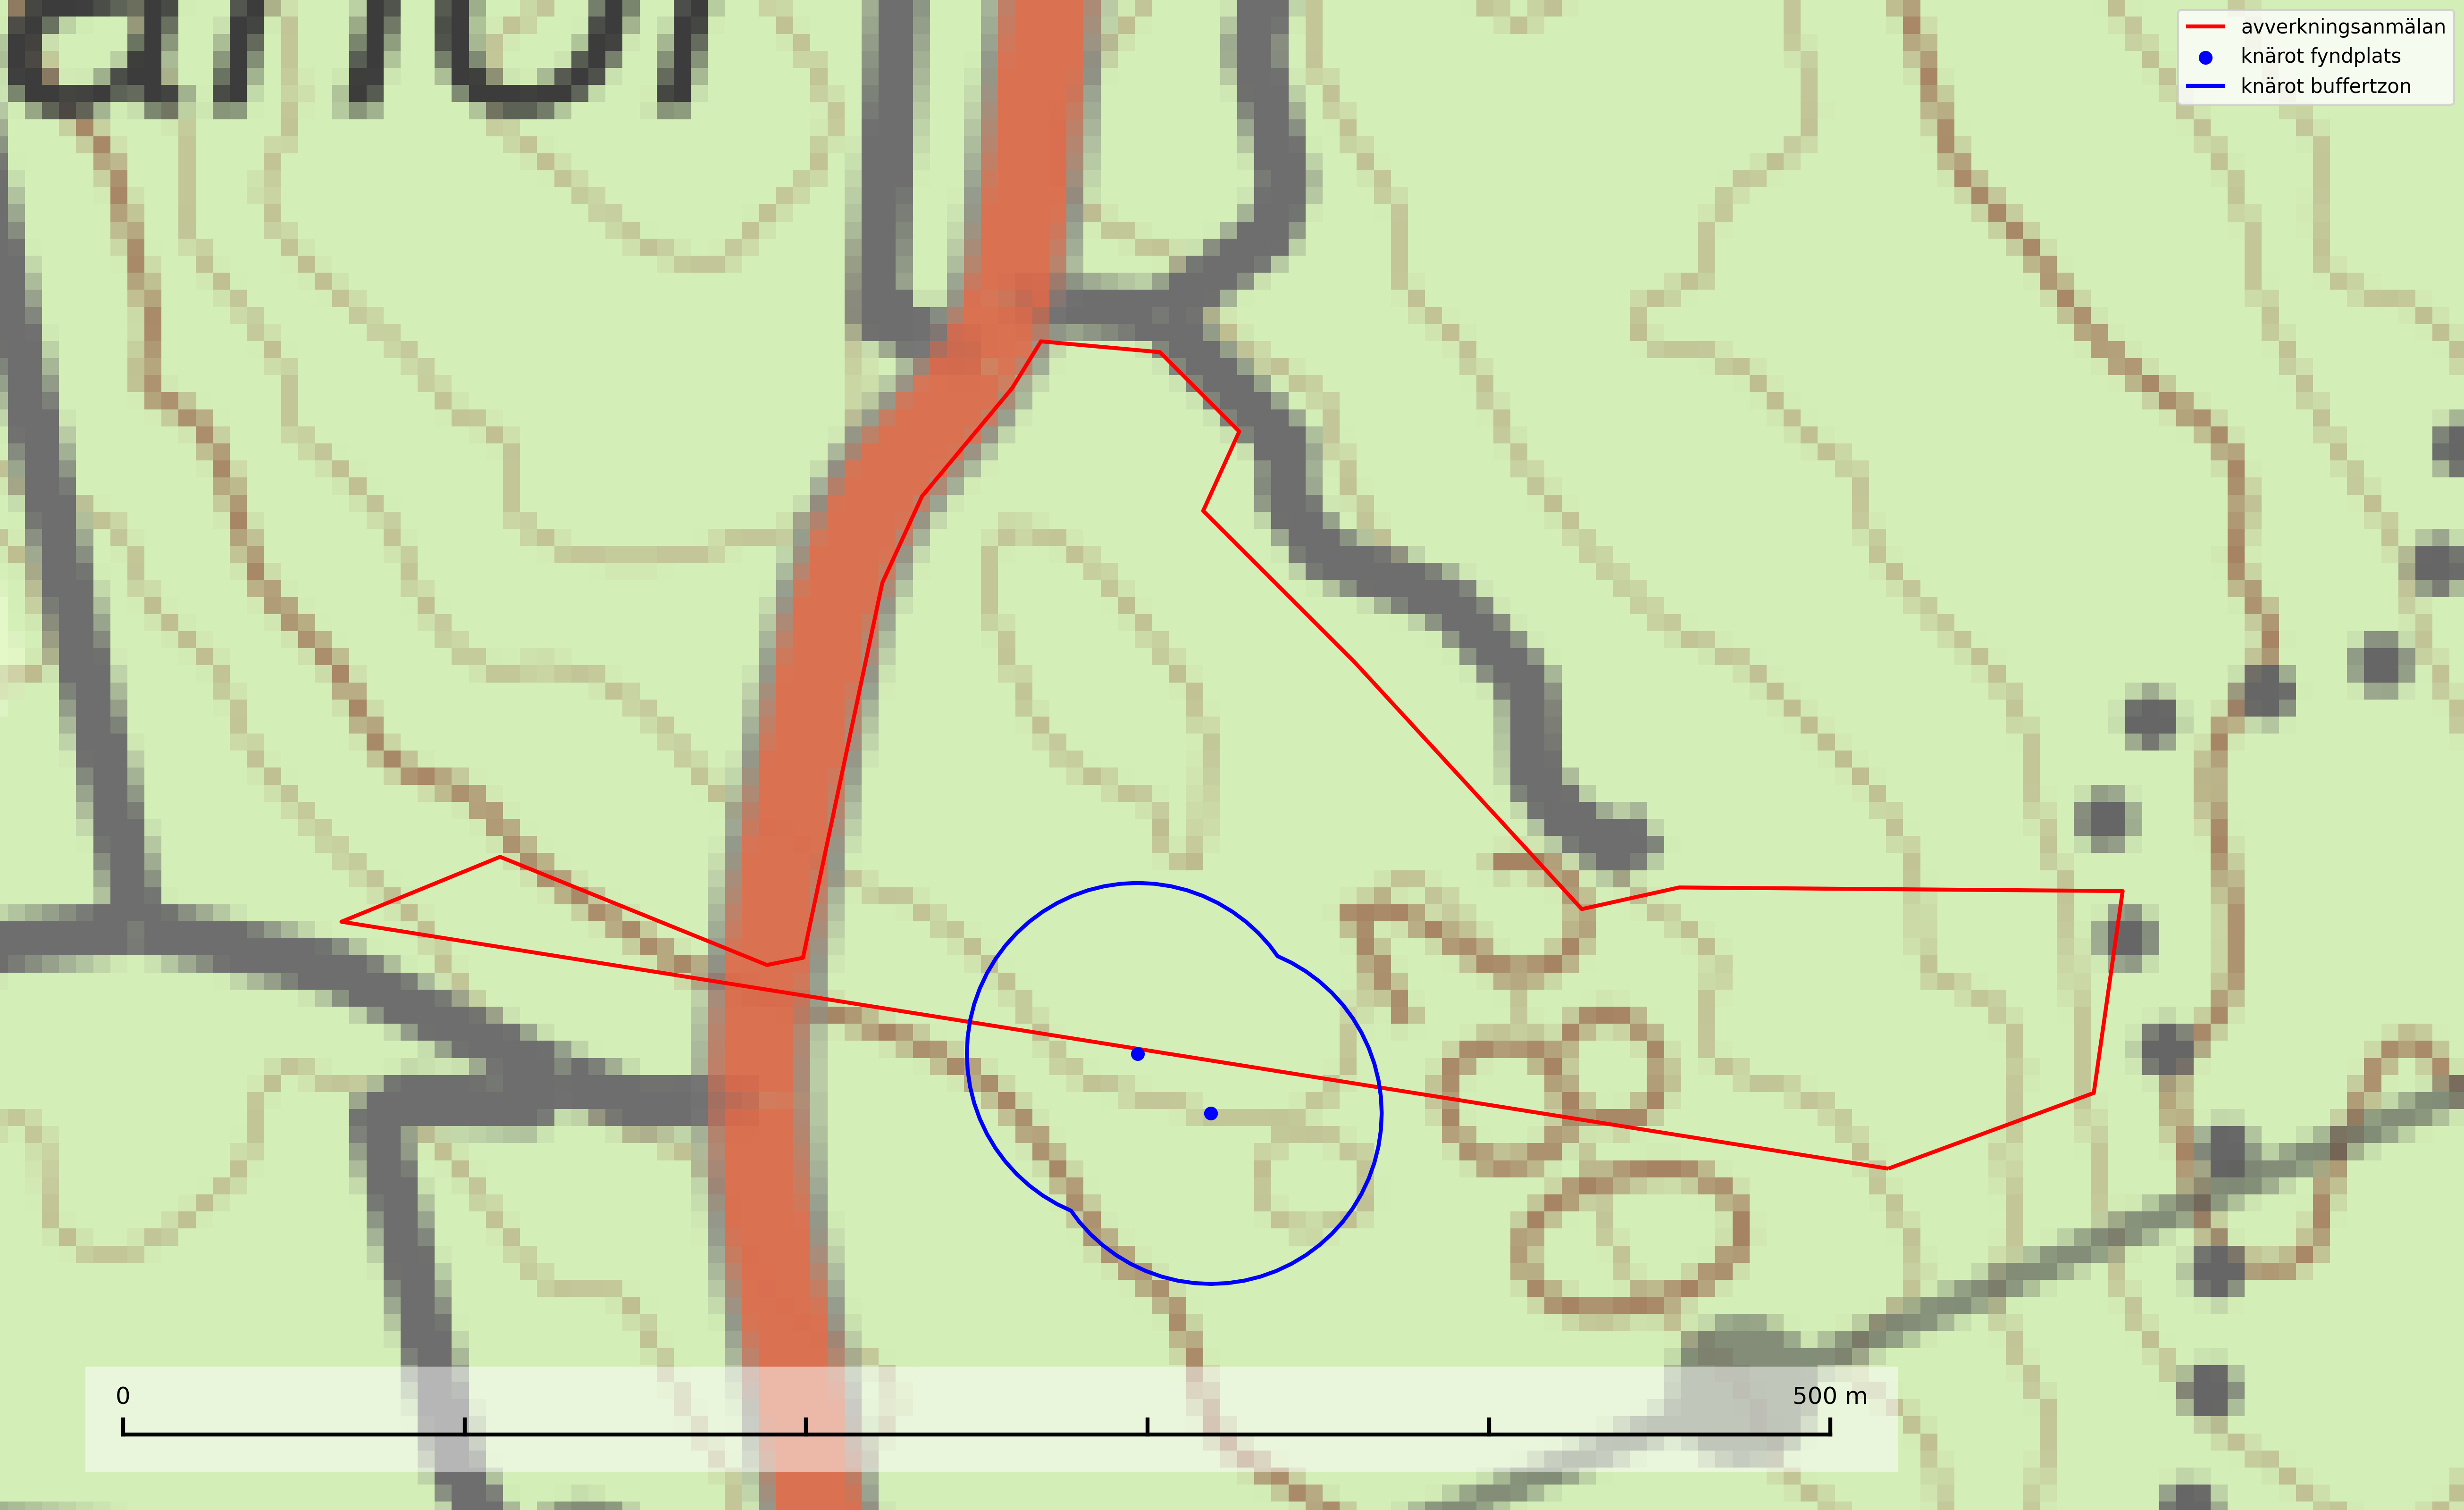 avverkningsanmälan
knärot fyndplats
knärot buffertzon
0
500 m